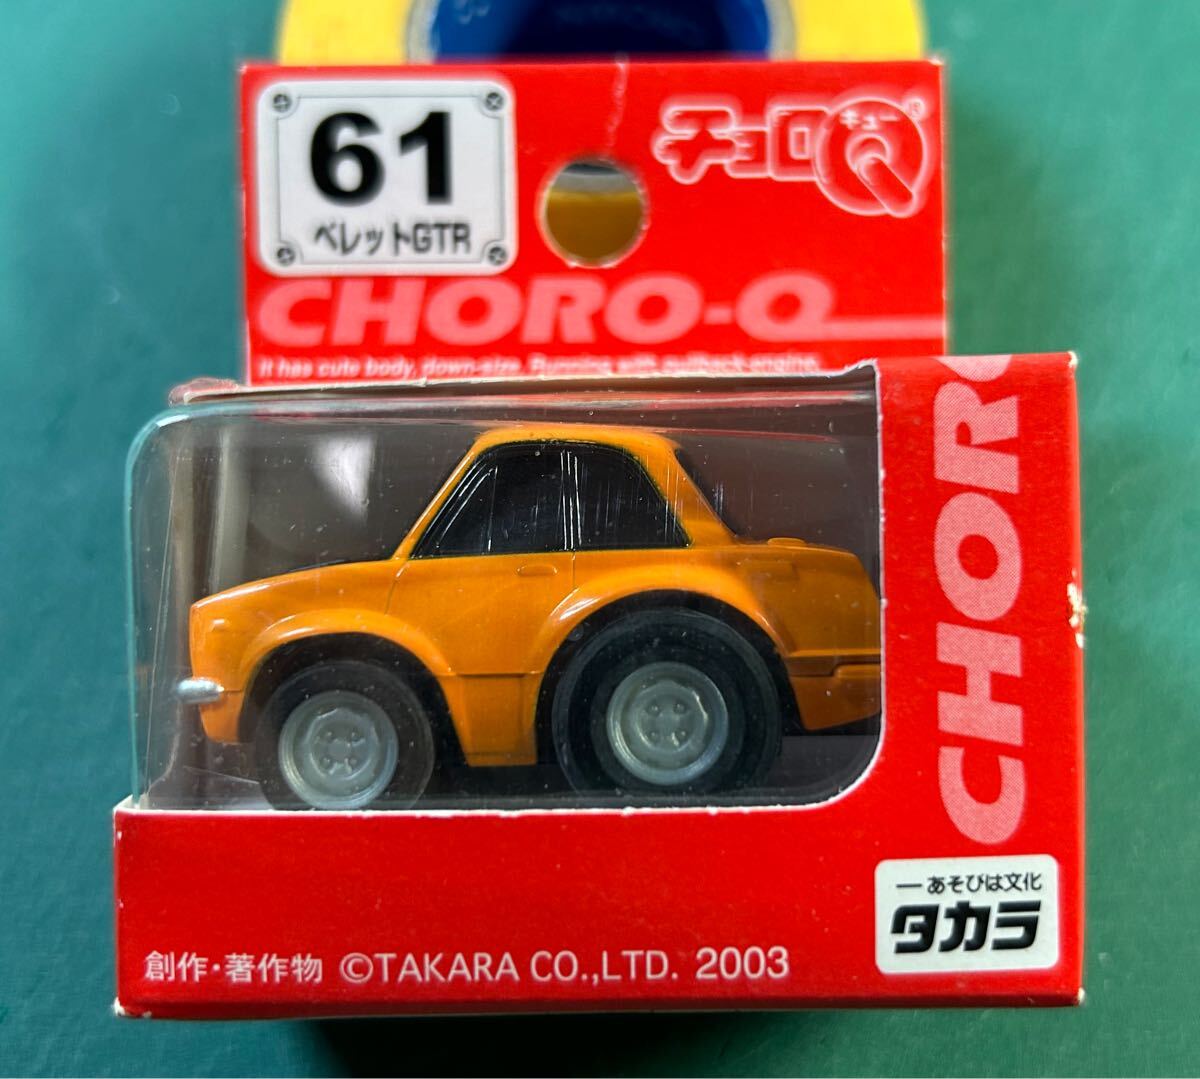 61
ベレットGTR
チョロQ
キュー
®
CHORO-Q
It has cute body, down-size. Running with pullback engine.
CHOR
一あそびは文化
タカラ
創作・著作物 ©TAKARA CO.,LTD. 2003